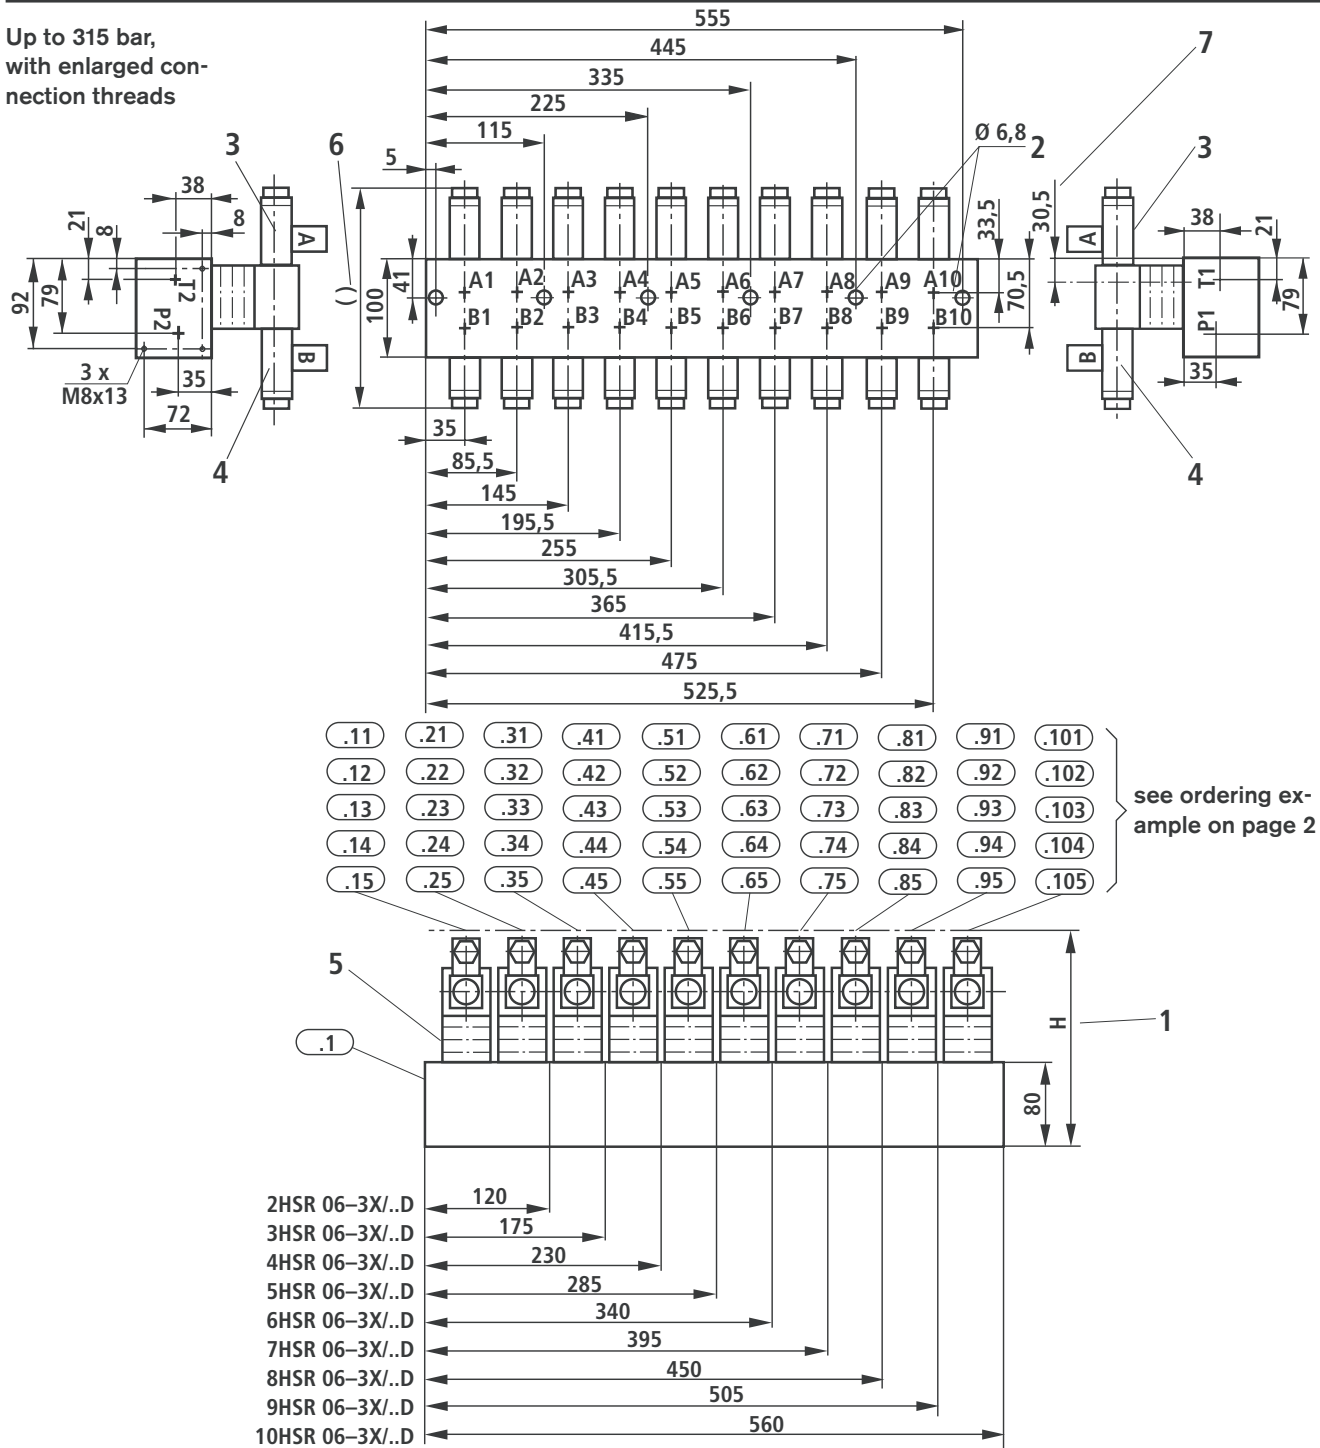 Up to 315 bar,
with enlarged con-
nection threads
555
445
335
225
115
5
Ø 6,8
2
7
3
6
3
38
8
21
8
92
79
A
T2
P2
B
3 x
M8x13
35
72
4
( )
100
41
A1 A2 A3 A4 A5 A6 A7 A8 A9 A10
B1 B2 B3 B4 B5 B6 B7 B8 B9 B10
33,5
70,5
30,5
38
21
A
T1
79
P1
B
35
4
35
85,5
145
195,5
255
305,5
365
415,5
475
525,5
.11 .21 .31 .41 .51 .61 .71 .81 .91 .101
.12 .22 .32 .42 .52 .62 .72 .82 .92 .102
.13 .23 .33 .43 .53 .63 .73 .83 .93 .103
.14 .24 .34 .44 .54 .64 .74 .84 .94 .104
.15 .25 .35 .45 .55 .65 .75 .85 .95 .105
see ordering ex-
ample on page 2
5
.1
H
1
80
2HSR 06–3X/..D 120
3HSR 06–3X/..D 175
4HSR 06–3X/..D 230
5HSR 06–3X/..D 285
6HSR 06–3X/..D 340
7HSR 06–3X/..D 395
8HSR 06–3X/..D 450
9HSR 06–3X/..D 505
10HSR 06–3X/..D 560